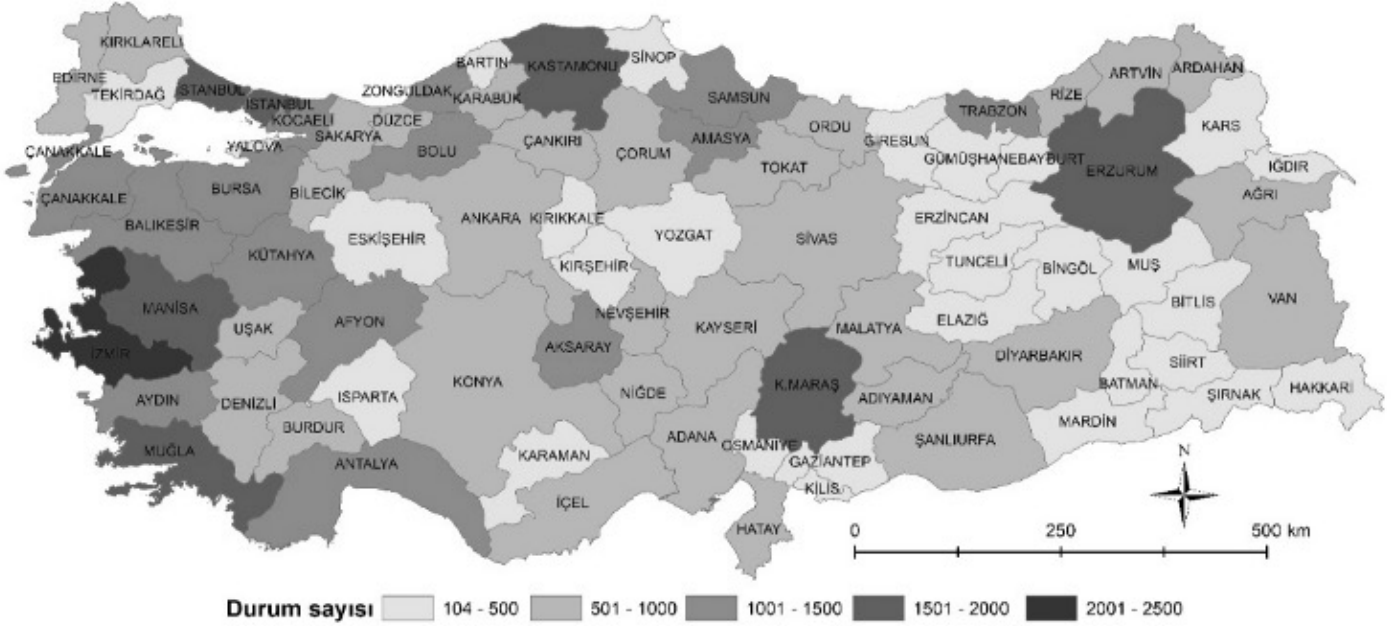 KIRKLARELİ
EDİRNE
TEKİRDAĞ
İSTANBUL
İSTANBUL
KOCAELİ
YALOVA
SAKARYA
DÜZCE
ZONGULDAK
BARTIN
KARABÜK
KASTAMONU
SİNOP
SAMSUN
AMASYA
ORDU
GİRESUN
TRABZON
RİZE
ARTVİN
ARDAHAN
KARS
GÜMÜŞHANE
BAYBURT
ERZURUM
IĞDIR
AĞRI
ÇANAKKALE
ÇANAKKALE
BALIKESİR
BURSA
BİLECİK
BOLU
ÇANKIRI
ÇORUM
TOKAT
KÜTAHYA
ESKİŞEHİR
ANKARA
KIRIKKALE
KIRŞEHİR
YOZGAT
SİVAS
ERZİNCAN
TUNCELİ
BİNGÖL
MUŞ
BİTLİS
VAN
ELAZIĞ
MANİSA
İZMİR
UŞAK
AFYON
NEVŞEHİR
AKSARAY
KAYSERİ
MALATYA
DİYARBAKIR
BATMAN
SİİRT
ŞIRNAK
HAKKARİ
AYDIN
DENİZLİ
ISPARTA
BURDUR
KONYA
NİĞDE
K.MARAŞ
ADIYAMAN
MARDİN
ŞANLIURFA
MUĞLA
ANTALYA
KARAMAN
İÇEL
ADANA
OSMANİYE
GAZİANTEP
KİLİS
HATAY
N
0 250 500 km
Durum sayısı 104 - 500 501 - 1000 1001 - 1500 1501 - 2000 2001 - 2500